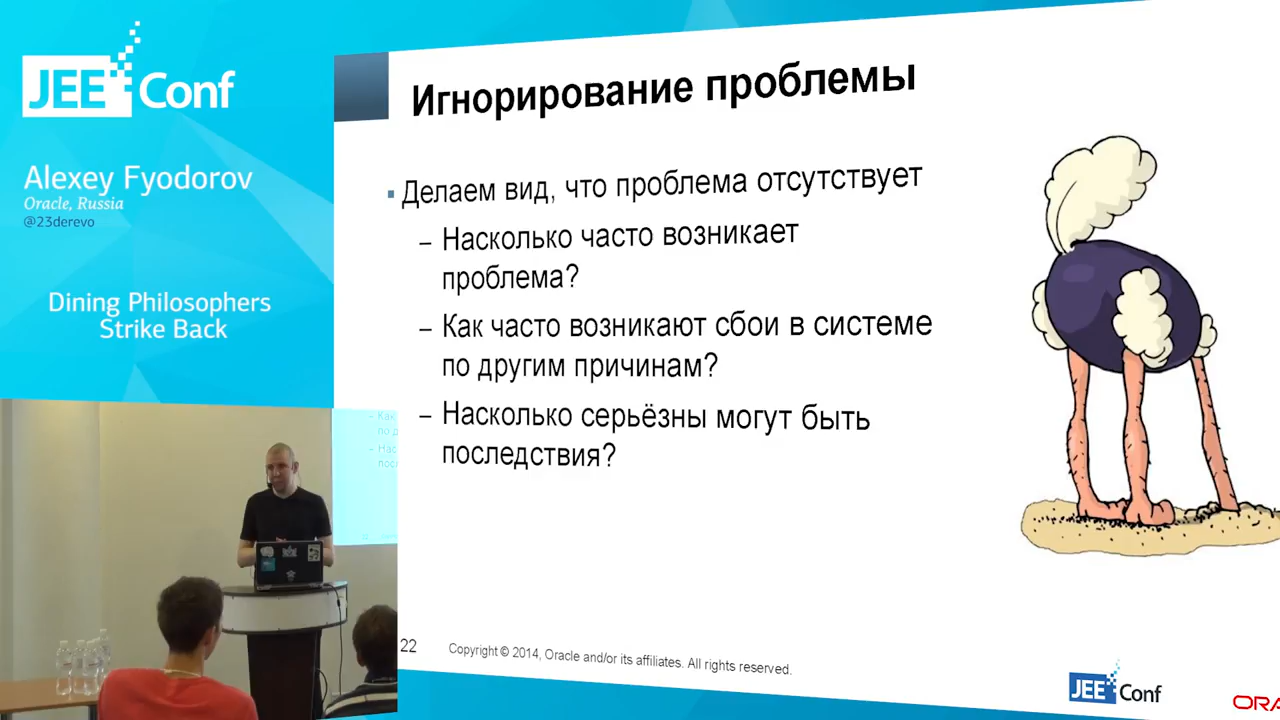 JEE Conf
Alexey Fyodorov
Oracle, Russia
@23derevo
Dining Philosophers
Strike Back
Игнорирование проблемы
Делаем вид, что проблема отсутствует
– Насколько часто возникает
проблема?
– Как часто возникают сбои в системе
по другим причинам?
– Насколько серьёзны могут быть
последствия?
22
Copyright © 2014, Oracle and/or its affiliates. All rights reserved.
JEE Conf